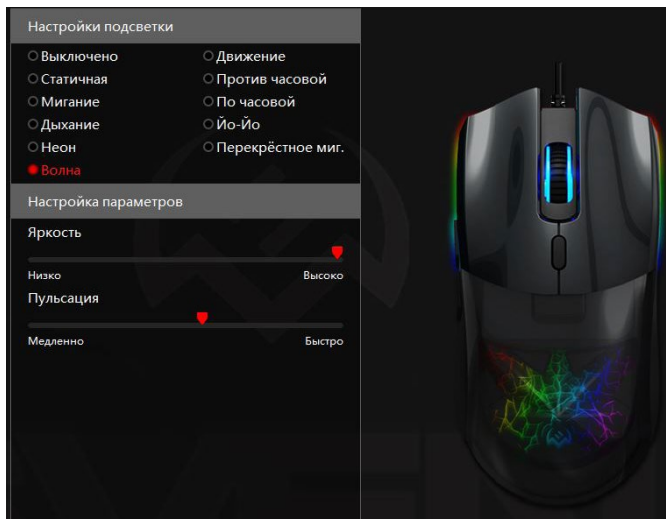 Настройки подсветки
Выключено
Статичная
Мигание
Дыхание
Неон
Волна
Движение
Против часовой
По часовой
Йо-Йо
Перекрёстное миг.
Настройка параметров
Яркость
Низко Высоко
Пульсация
Медленно Быстро